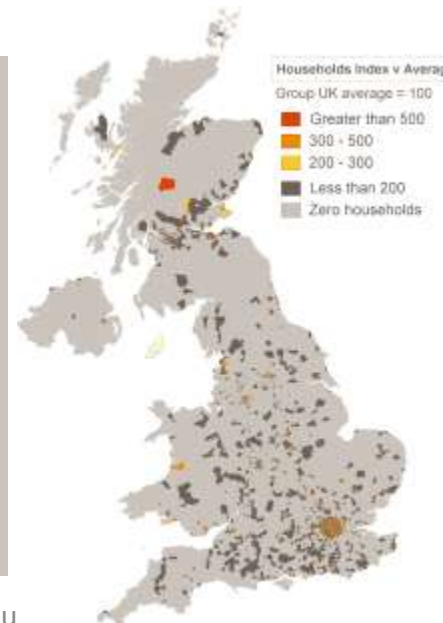 Households Index v Averag
Group UK average = 100
Greater than 500
300 - 500
200 - 300
Less than 200
Zero households
u